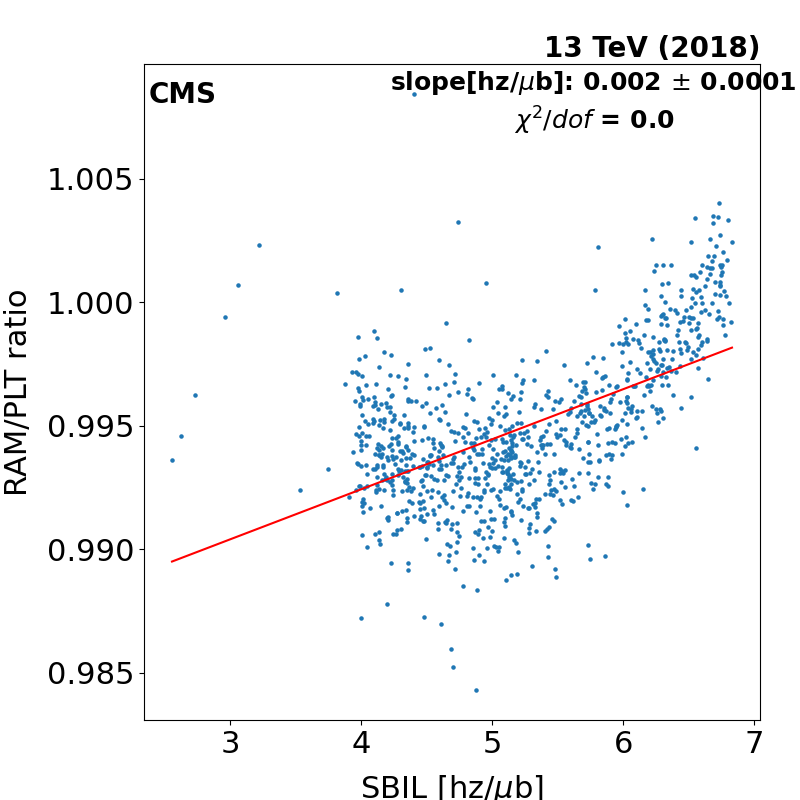 13 TeV (2018)
CMS
slope[hz/μb]: 0.002 ± 0.0001
χ²/dof = 0.0
1.005
1.000
0.995
0.990
0.985
RAM/PLT ratio
3 4 5 6 7
SBIL [hz/μb]